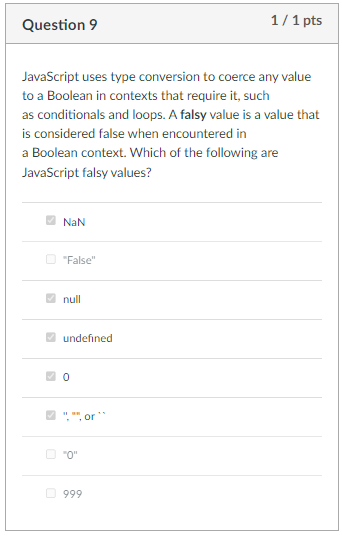 Question 9
1 / 1 pts
JavaScript uses type conversion to coerce any value
to a Boolean in contexts that require it, such
as conditionals and loops. A falsy value is a value that
is considered false when encountered in
a Boolean context. Which of the following are
JavaScript falsy values?
NaN
"False"
null
undefined
0
'', "", or ``
"0"
999